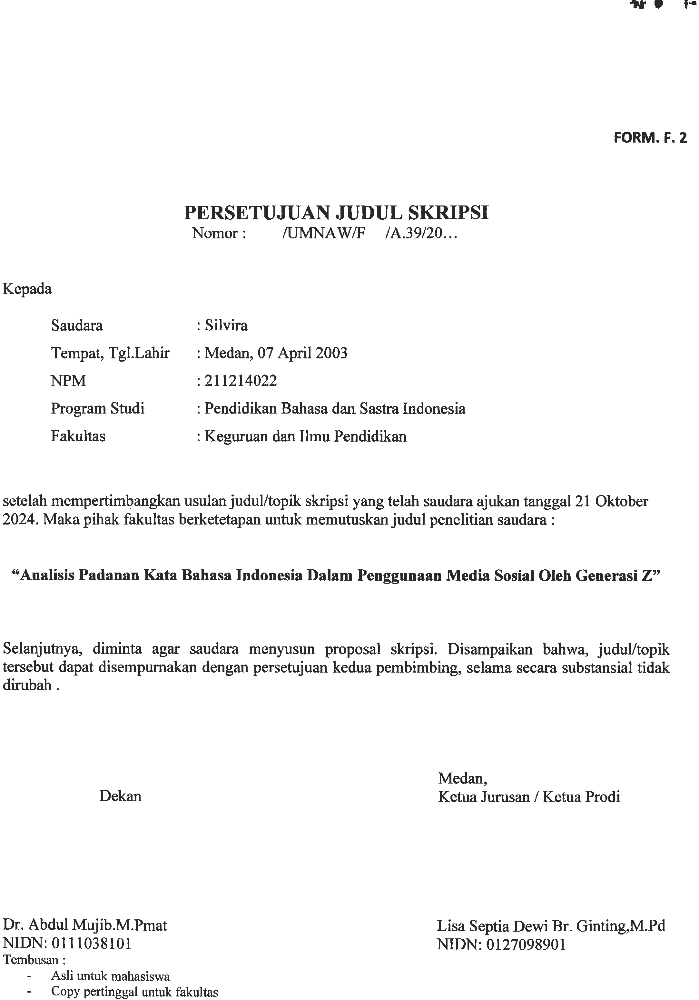 FORM. F. 2
PERSETUJUAN JUDUL SKRIPSI
Nomor : /UMNAW/F /A.39/20...
Kepada
Saudara : Silvira
Tempat, Tgl.Lahir : Medan, 07 April 2003
NPM : 211214022
Program Studi : Pendidikan Bahasa dan Sastra Indonesia
Fakultas : Keguruan dan Ilmu Pendidikan
setelah mempertimbangkan usulan judul/topik skripsi yang telah saudara ajukan tanggal 21 Oktober
2024. Maka pihak fakultas berketetapan untuk memutuskan judul penelitian saudara :
“Analisis Padanan Kata Bahasa Indonesia Dalam Penggunaan Media Sosial Oleh Generasi Z”
Selanjutnya, diminta agar saudara menyusun proposal skripsi. Disampaikan bahwa, judul/topik
tersebut dapat disempurnakan dengan persetujuan kedua pembimbing, selama secara substansial tidak
dirubah .
Medan,
Dekan Ketua Jurusan / Ketua Prodi
Dr. Abdul Mujib.M.Pmat Lisa Septia Dewi Br. Ginting,M.Pd
NIDN: 0111038101 NIDN: 0127098901
Tembusan :
- Asli untuk mahasiswa
- Copy pertinggal untuk fakultas